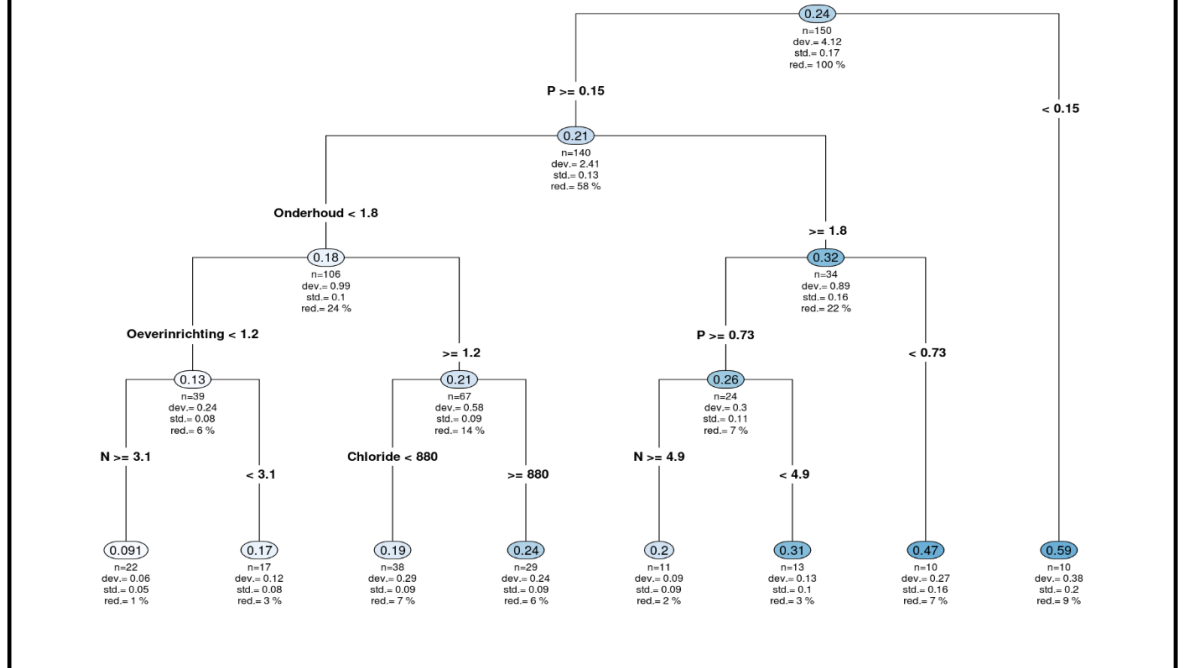 0.24
n=150
dev.= 4.12
std.= 0.17
red.= 100 %
P >= 0.15
< 0.15
0.21
n=140
dev.= 2.41
std.= 0.13
red.= 58 %
Onderhoud < 1.8
>= 1.8
0.18
n=106
dev.= 0.99
std.= 0.1
red.= 24 %
0.32
n=34
dev.= 0.89
std.= 0.16
red.= 22 %
Oeverinrichting < 1.2
>= 1.2
P >= 0.73
< 0.73
0.13
n=39
dev.= 0.24
std.= 0.08
red.= 6 %
0.21
n=67
dev.= 0.58
std.= 0.09
red.= 14 %
0.26
n=24
dev.= 0.3
std.= 0.11
red.= 7 %
N >= 3.1
< 3.1
Chloride < 880
>= 880
N >= 4.9
< 4.9
0.091
n=22
dev.= 0.06
std.= 0.05
red.= 1 %
0.17
n=17
dev.= 0.12
std.= 0.08
red.= 3 %
0.19
n=38
dev.= 0.29
std.= 0.09
red.= 7 %
0.24
n=29
dev.= 0.24
std.= 0.09
red.= 6 %
0.2
n=11
dev.= 0.09
std.= 0.09
red.= 2 %
0.31
n=13
dev.= 0.13
std.= 0.1
red.= 3 %
0.47
n=10
dev.= 0.27
std.= 0.16
red.= 7 %
0.59
n=10
dev.= 0.38
std.= 0.2
red.= 9 %